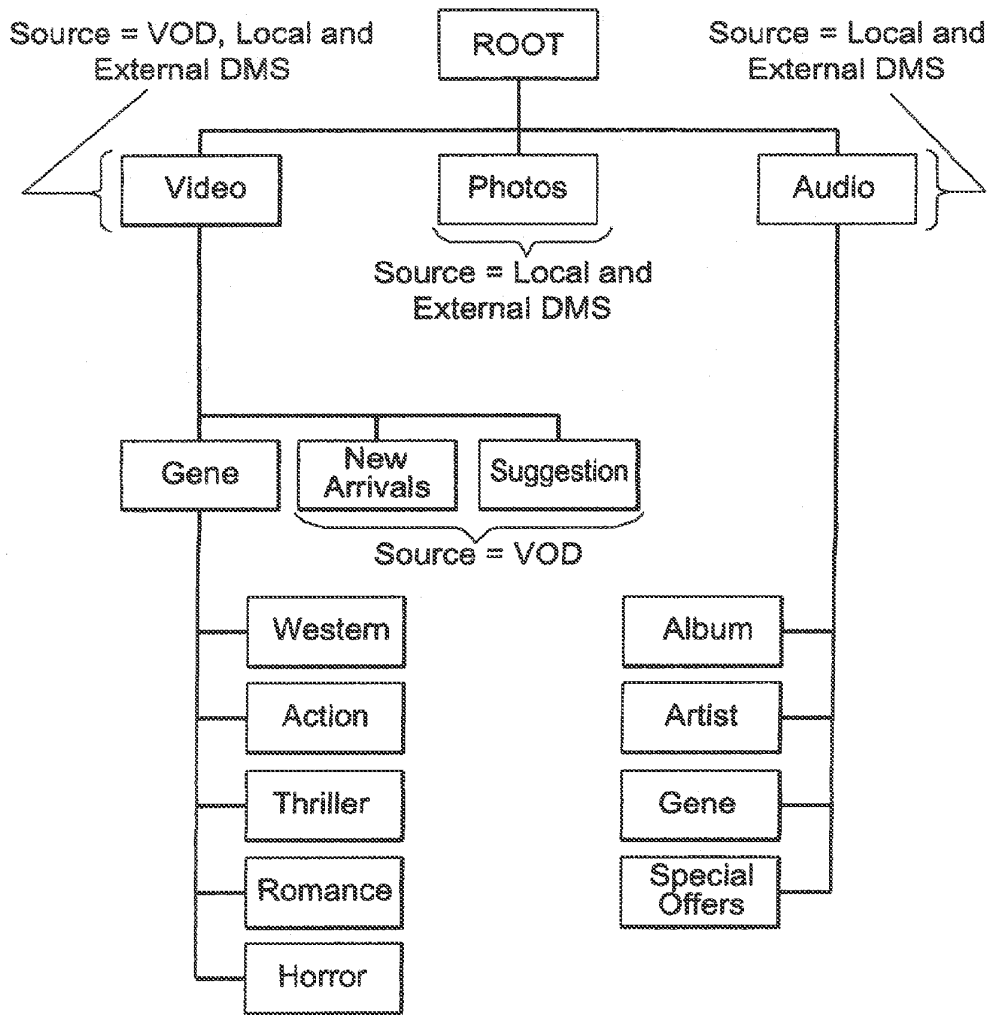 Source = VOD, Local and
External DMS
ROOT
Source = Local and
External DMS
Video
Photos
Audio
Source = Local and
External DMS
Gene
New
Arrivals
Suggestion
Source = VOD
Western
Action
Thriller
Romance
Horror
Album
Artist
Gene
Special
Offers